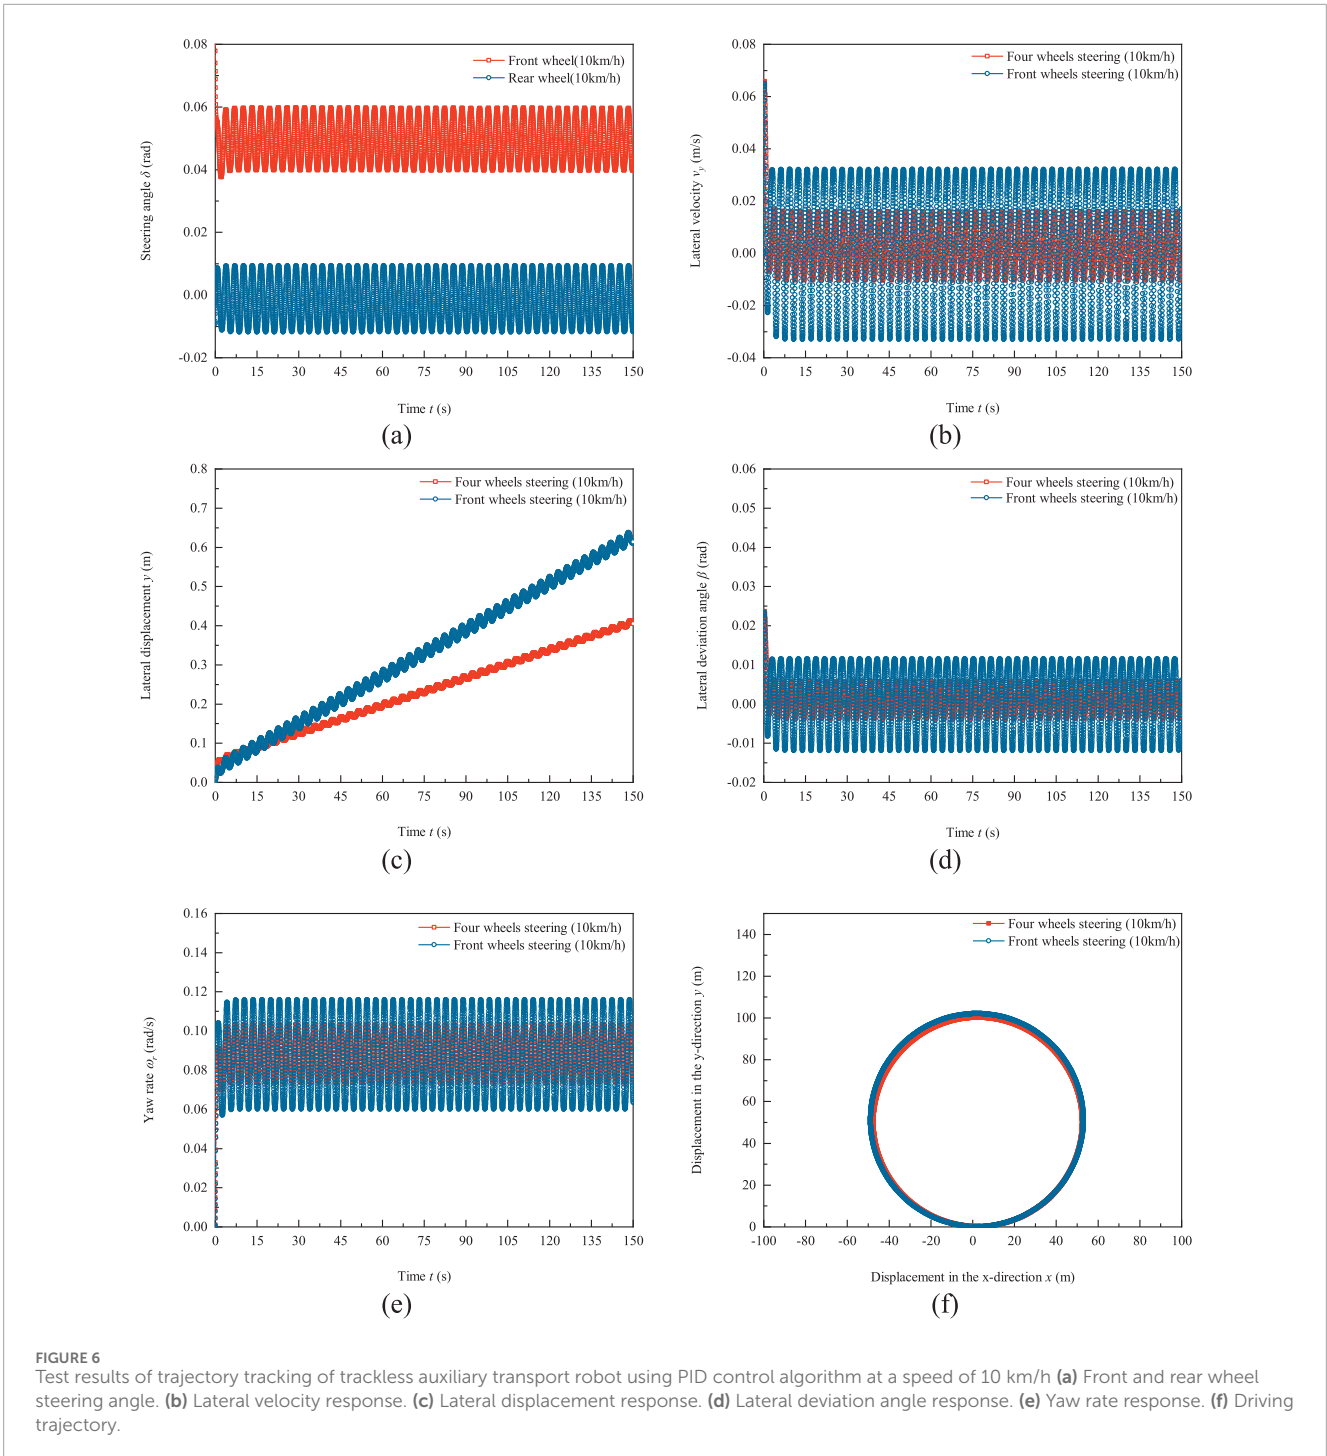 0.08
0.06
0.04
0.02
0.00
-0.02
0 15 30 45 60 75 90 105 120 135 150
Steering angle δ (rad)
Time t (s)
Front wheel(10km/h)
Rear wheel(10km/h)
(a)
0.08
0.06
0.04
0.02
0.00
-0.02
-0.04
0 15 30 45 60 75 90 105 120 135 150
Lateral velocity vy (m/s)
Time t (s)
Four wheels steering (10km/h)
Front wheels steering (10km/h)
(b)
0.8
0.7
0.6
0.5
0.4
0.3
0.2
0.1
0.0
0 15 30 45 60 75 90 105 120 135 150
Lateral displacement y (m)
Time t (s)
Four wheels steering (10km/h)
Front wheels steering (10km/h)
(c)
0.06
0.05
0.04
0.03
0.02
0.01
0.00
-0.01
-0.02
0 15 30 45 60 75 90 105 120 135 150
Lateral deviation angle β (rad)
Time t (s)
Four wheels steering (10km/h)
Front wheels steering (10km/h)
(d)
0.16
0.14
0.12
0.10
0.08
0.06
0.04
0.02
0.00
0 15 30 45 60 75 90 105 120 135 150
Yaw rate ωr (rad/s)
Time t (s)
Four wheels steering (10km/h)
Front wheels steering (10km/h)
(e)
140
120
100
80
60
40
20
0
-100 -80 -60 -40 -20 0 20 40 60 80 100
Displacement in the y-direction y (m)
Displacement in the x-direction x (m)
Four wheels steering (10km/h)
Front wheels steering (10km/h)
(f)
FIGURE 6
Test results of trajectory tracking of trackless auxiliary transport robot using PID control algorithm at a speed of 10 km/h (a) Front and rear wheel
steering angle. (b) Lateral velocity response. (c) Lateral displacement response. (d) Lateral deviation angle response. (e) Yaw rate response. (f) Driving
trajectory.